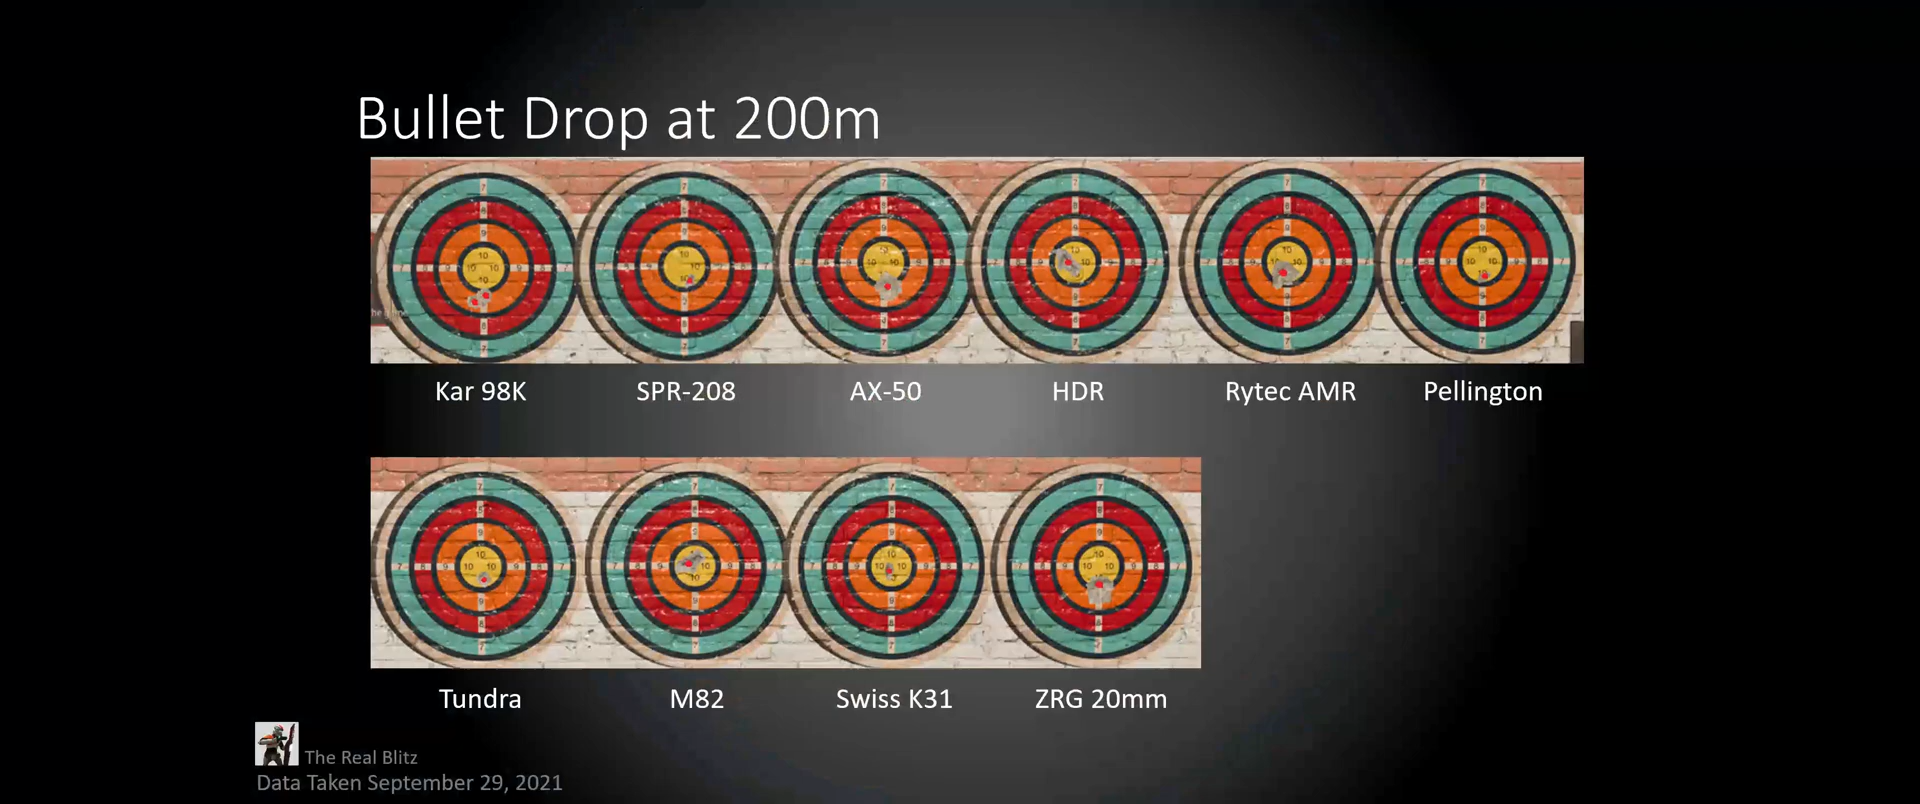 Bullet Drop at 200m
Kar 98K SPR-208 AX-50 HDR Rytec AMR Pellington
Tundra M82 Swiss K31 ZRG 20mm
The Real Blitz
Data Taken September 29, 2021